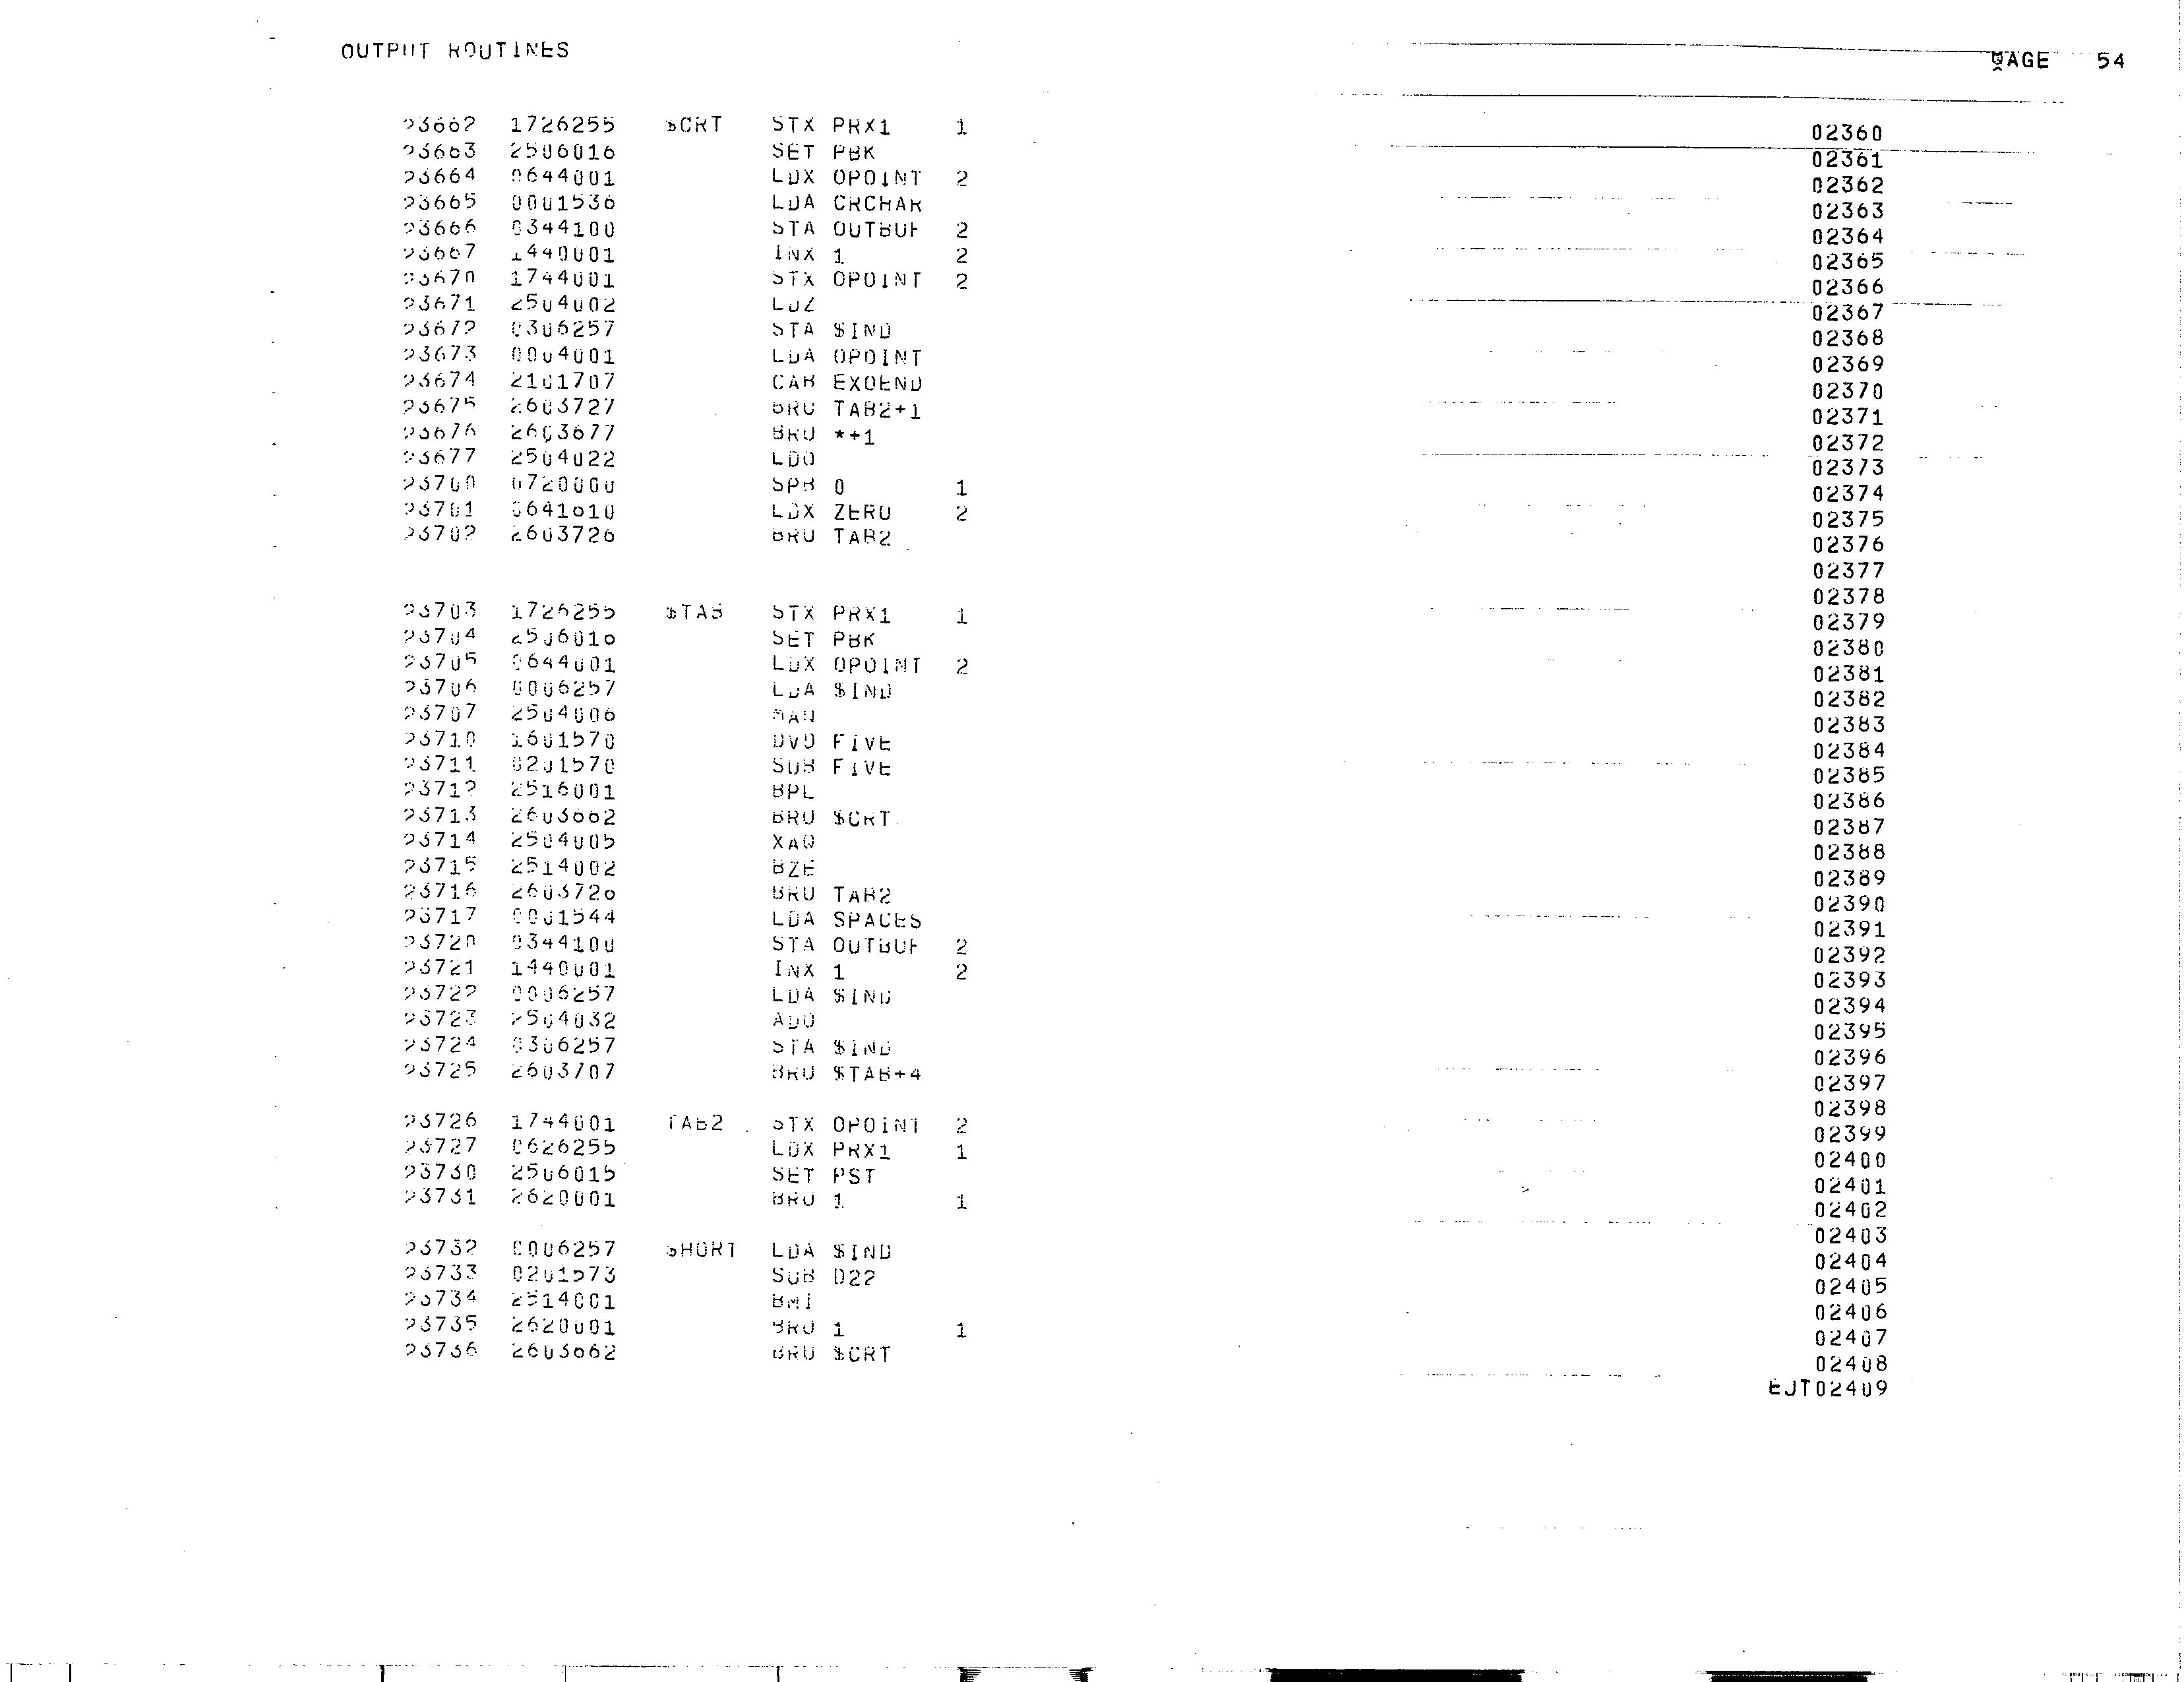 OUTPUT ROUTINES PAGE 54
23662 1726255 $CRT STX PRX1 1 02360
23663 2506016 SET PBK 02361
23664 0644001 LDX OPOINT 2 02362
23665 0001536 LDA CRCHAR 02363
23666 0344100 STA OUTBUF 2 02364
23667 1440001 INX 1 2 02365
23670 1744001 STX OPOINT 2 02366
23671 2504002 LDZ 02367
23672 0306257 STA $IND 02368
23673 0004001 LDA OPOINT 02369
23674 2101707 CAB EXOEND 02370
23675 2603727 BRU TAB2+1 02371
23676 2603677 BRU *+1 02372
23677 2504022 LDO 02373
23700 0720000 SPB 0 1 02374
23701 0641610 LDX ZERO 2 02375
23702 2603726 BRU TAB2 02376
02377
02378
23703 1726255 $TAB STX PRX1 1 02379
23704 2506016 SET PBK 02380
23705 0644001 LDX OPOINT 2 02381
23706 0006257 LDA $IND 02382
23707 2504006 MAQ 02383
23710 1601570 DVD FIVE 02384
23711 0201570 SUB FIVE 02385
23712 2516001 BPL 02386
23713 2603662 BRU $CRT 02387
23714 2504005 XAQ 02388
23715 2514002 BZE 02389
23716 2603726 BRU TAB2 02390
23717 0001544 LDA SPACES 02391
23720 0344100 STA OUTBUF 2 02392
23721 1440001 INX 1 2 02393
23722 0006257 LDA $IND 02394
23723 2504032 ADO 02395
23724 0306257 STA $IND 02396
23725 2603707 BRU $TAB+4 02397
02398
23726 1744001 TAB2 STX OPOINT 2 02399
23727 0626255 LDX PRX1 1 02400
23730 2506015 SET PST 02401
23731 2620001 BRU 1 1 02402
02403
23732 0006257 $HORT LDA $IND 02404
23733 0201573 SUB D22 02405
23734 2514001 BMI 02406
23735 2620001 BRU 1 1 02407
23736 2603662 BRU $CRT 02408
EJT02409